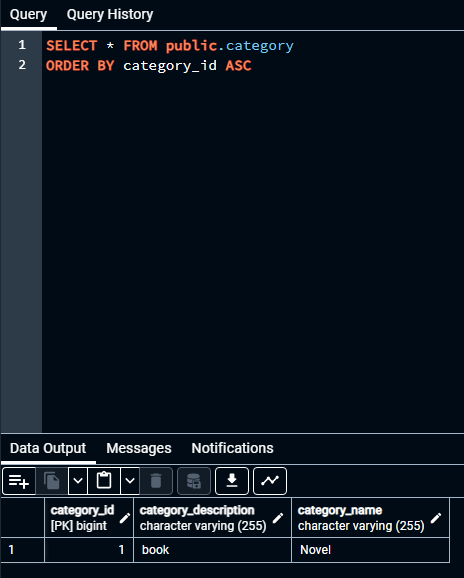 Query Query History
1 SELECT * FROM public.category
2 ORDER BY category_id ASC
Data Output Messages Notifications
category_id category_description category_name
[PK] bigint character varying (255) character varying (255)
1 1 book Novel